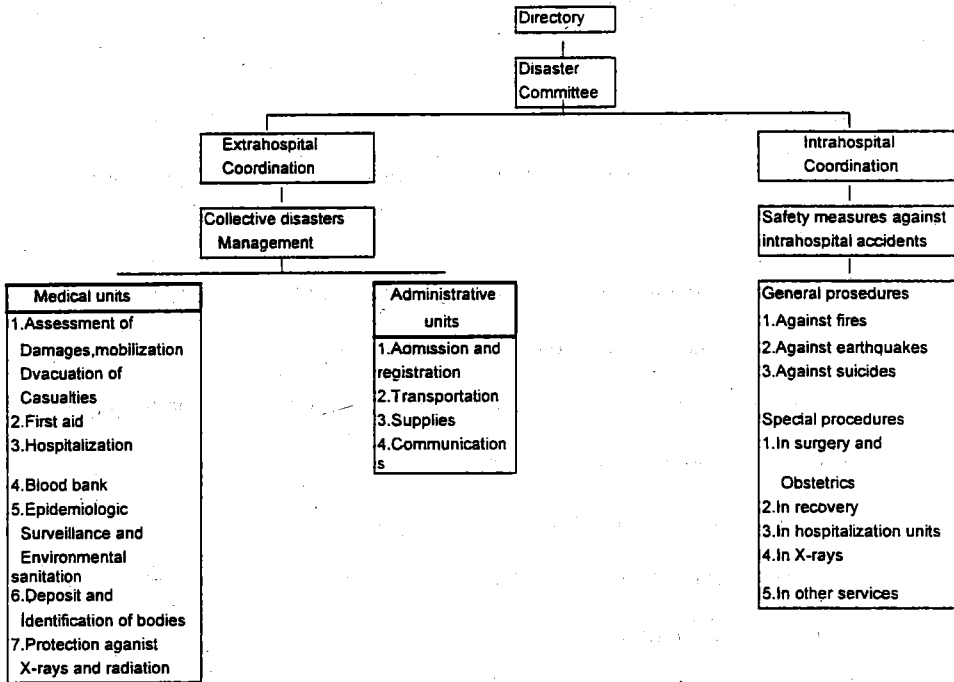 Directory
Disaster
Committee
Extrahospital
Coordination
Collective disasters
Management
Medical units
1.Assessment of
Damages,mobilization
Dvacuation of
Casualties
2.First aid
3.Hospitalization
4.Blood bank
5.Epidemiologic
Surveillance and
Environmental
sanitation
6.Deposit and
Identification of bodies
7.Protection aganist
X-rays and radiation
Administrative
units
1.Admission and
registration
2.Transportation
3.Supplies
4.Communication
s
Intrahospital
Coordination
Safety measures against
intrahospital accidents
General prosedures
1.Against fires
2.Against earthquakes
3.Against suicides
Special procedures
1.In surgery and
Obstetrics
2.In recovery
3.In hospitalization units
4.In X-rays
5.In other services